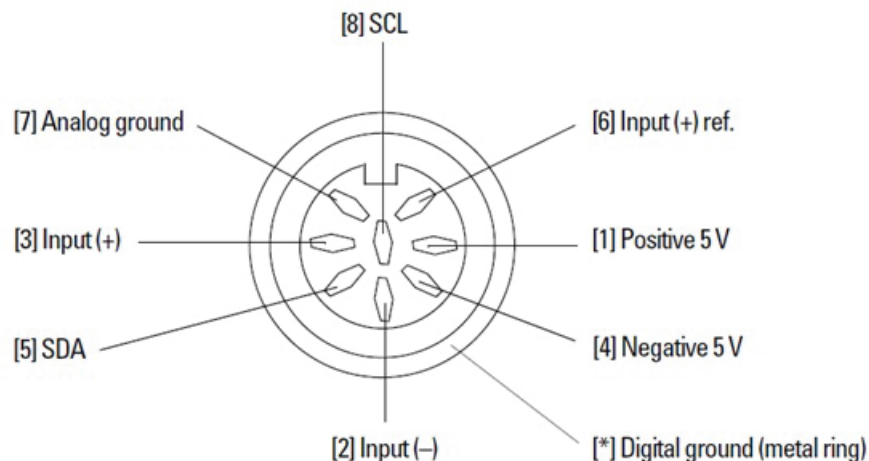 [8] SCL
[7] Analog ground
[6] Input (+) ref.
[3] Input (+)
[1] Positive 5 V
[5] SDA
[4] Negative 5 V
[2] Input (–)
[*] Digital ground (metal ring)